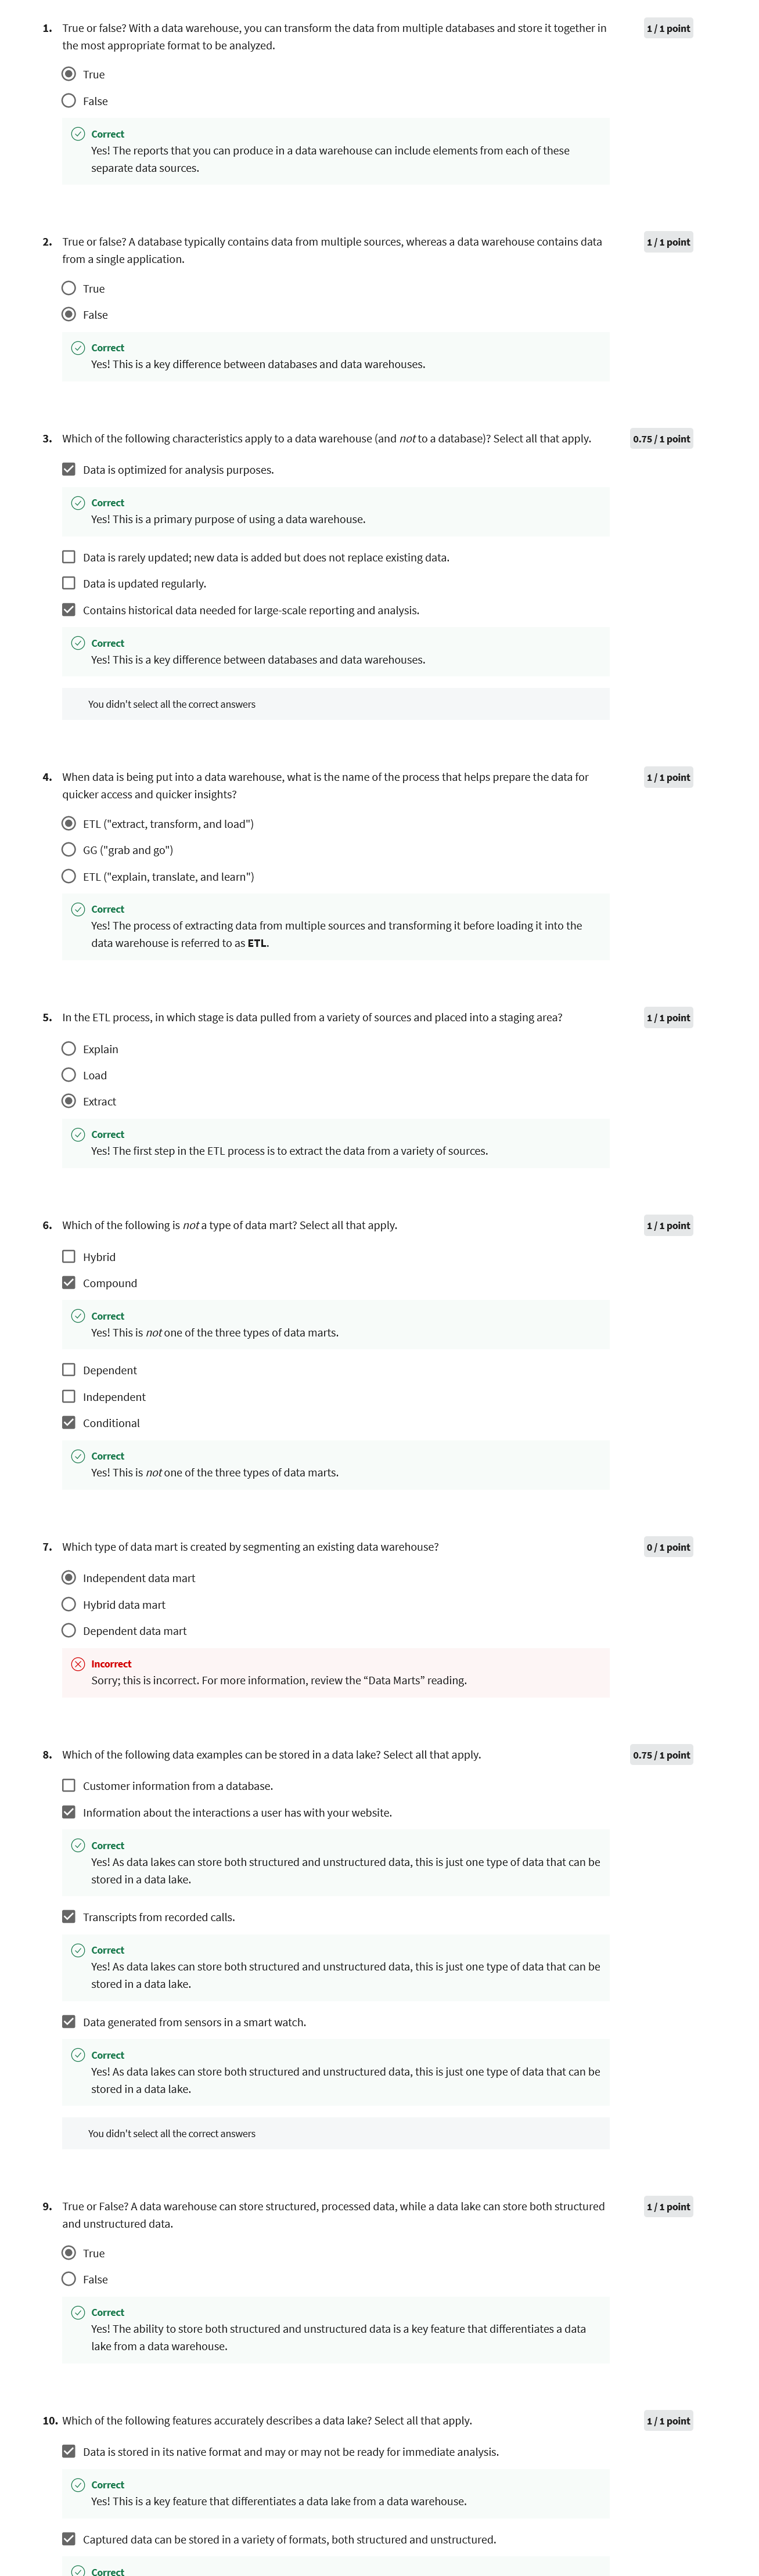 1. True or false? With a data warehouse, you can transform the data from multiple databases and store it together in
the most appropriate format to be analyzed.
1 / 1 point
True
False
Correct
Yes! The reports that you can produce in a data warehouse can include elements from each of these
separate data sources.
2. True or false? A database typically contains data from multiple sources, whereas a data warehouse contains data
from a single application.
1 / 1 point
True
False
Correct
Yes! This is a key difference between databases and data warehouses.
3. Which of the following characteristics apply to a data warehouse (and not to a database)? Select all that apply.
0.75 / 1 point
Data is optimized for analysis purposes.
Correct
Yes! This is a primary purpose of using a data warehouse.
Data is rarely updated; new data is added but does not replace existing data.
Data is updated regularly.
Contains historical data needed for large-scale reporting and analysis.
Correct
Yes! This is a key difference between databases and data warehouses.
You didn't select all the correct answers
4. When data is being put into a data warehouse, what is the name of the process that helps prepare the data for
quicker access and quicker insights?
1 / 1 point
ETL ("extract, transform, and load")
GG ("grab and go")
ETL ("explain, translate, and learn")
Correct
Yes! The process of extracting data from multiple sources and transforming it before loading it into the
data warehouse is referred to as ETL.
5. In the ETL process, in which stage is data pulled from a variety of sources and placed into a staging area?
1 / 1 point
Explain
Load
Extract
Correct
Yes! The first step in the ETL process is to extract the data from a variety of sources.
6. Which of the following is not a type of data mart? Select all that apply.
1 / 1 point
Hybrid
Compound
Correct
Yes! This is not one of the three types of data marts.
Dependent
Independent
Conditional
Correct
Yes! This is not one of the three types of data marts.
7. Which type of data mart is created by segmenting an existing data warehouse?
0 / 1 point
Independent data mart
Hybrid data mart
Dependent data mart
Incorrect
Sorry; this is incorrect. For more information, review the “Data Marts” reading.
8. Which of the following data examples can be stored in a data lake? Select all that apply.
0.75 / 1 point
Customer information from a database.
Information about the interactions a user has with your website.
Correct
Yes! As data lakes can store both structured and unstructured data, this is just one type of data that can be
stored in a data lake.
Transcripts from recorded calls.
Correct
Yes! As data lakes can store both structured and unstructured data, this is just one type of data that can be
stored in a data lake.
Data generated from sensors in a smart watch.
Correct
Yes! As data lakes can store both structured and unstructured data, this is just one type of data that can be
stored in a data lake.
You didn't select all the correct answers
9. True or False? A data warehouse can store structured, processed data, while a data lake can store both structured
and unstructured data.
1 / 1 point
True
False
Correct
Yes! The ability to store both structured and unstructured data is a key feature that differentiates a data
lake from a data warehouse.
10. Which of the following features accurately describes a data lake? Select all that apply.
1 / 1 point
Data is stored in its native format and may or may not be ready for immediate analysis.
Correct
Yes! This is a key feature that differentiates a data lake from a data warehouse.
Captured data can be stored in a variety of formats, both structured and unstructured.
Correct